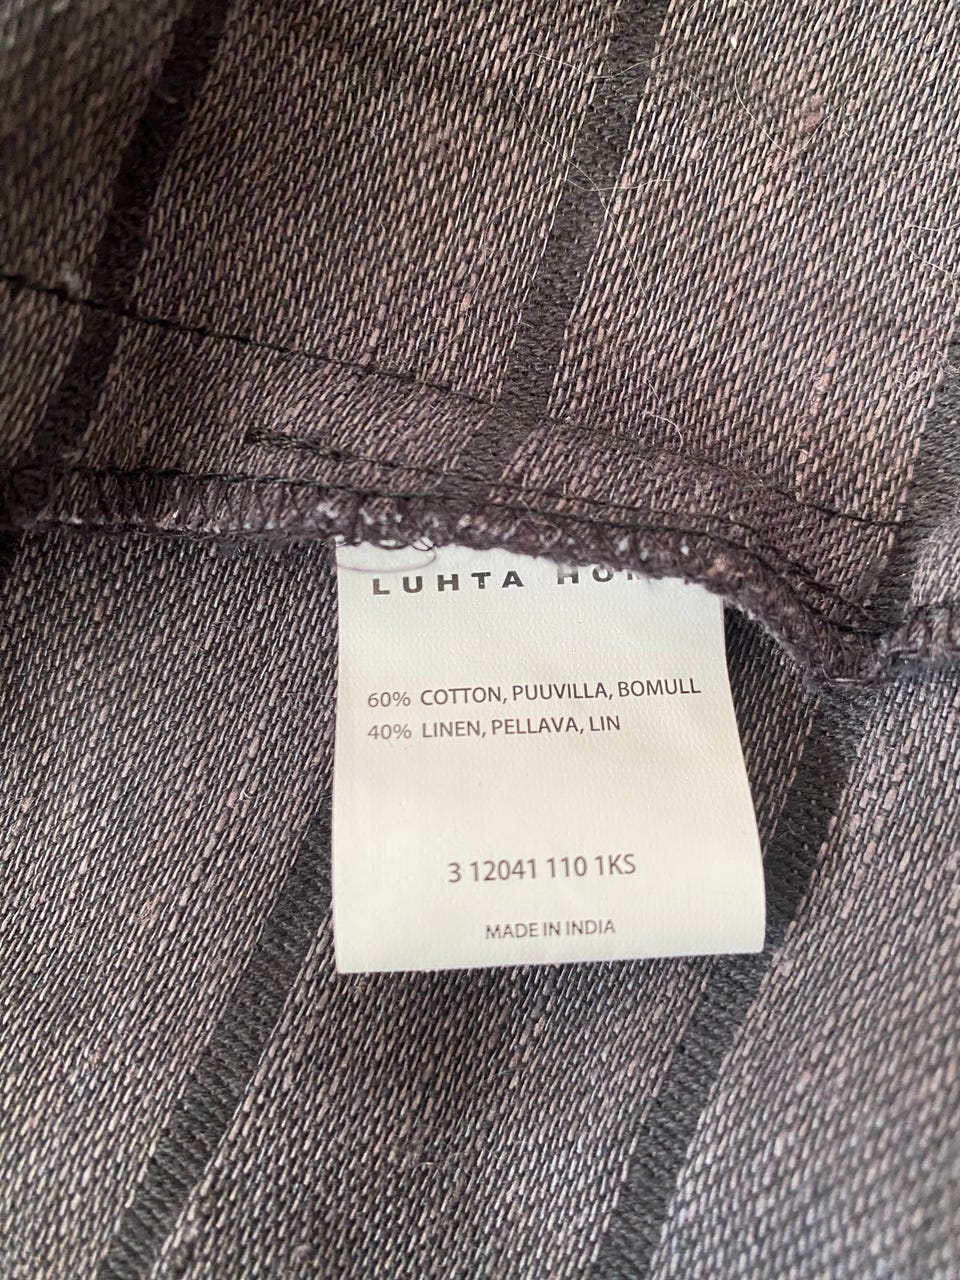 LUHTA
60% COTTON, PUUVILLA, BOMULL
40% LINEN, PELLAVA, LIN
3 12041 110 1KS
MADE IN INDIA